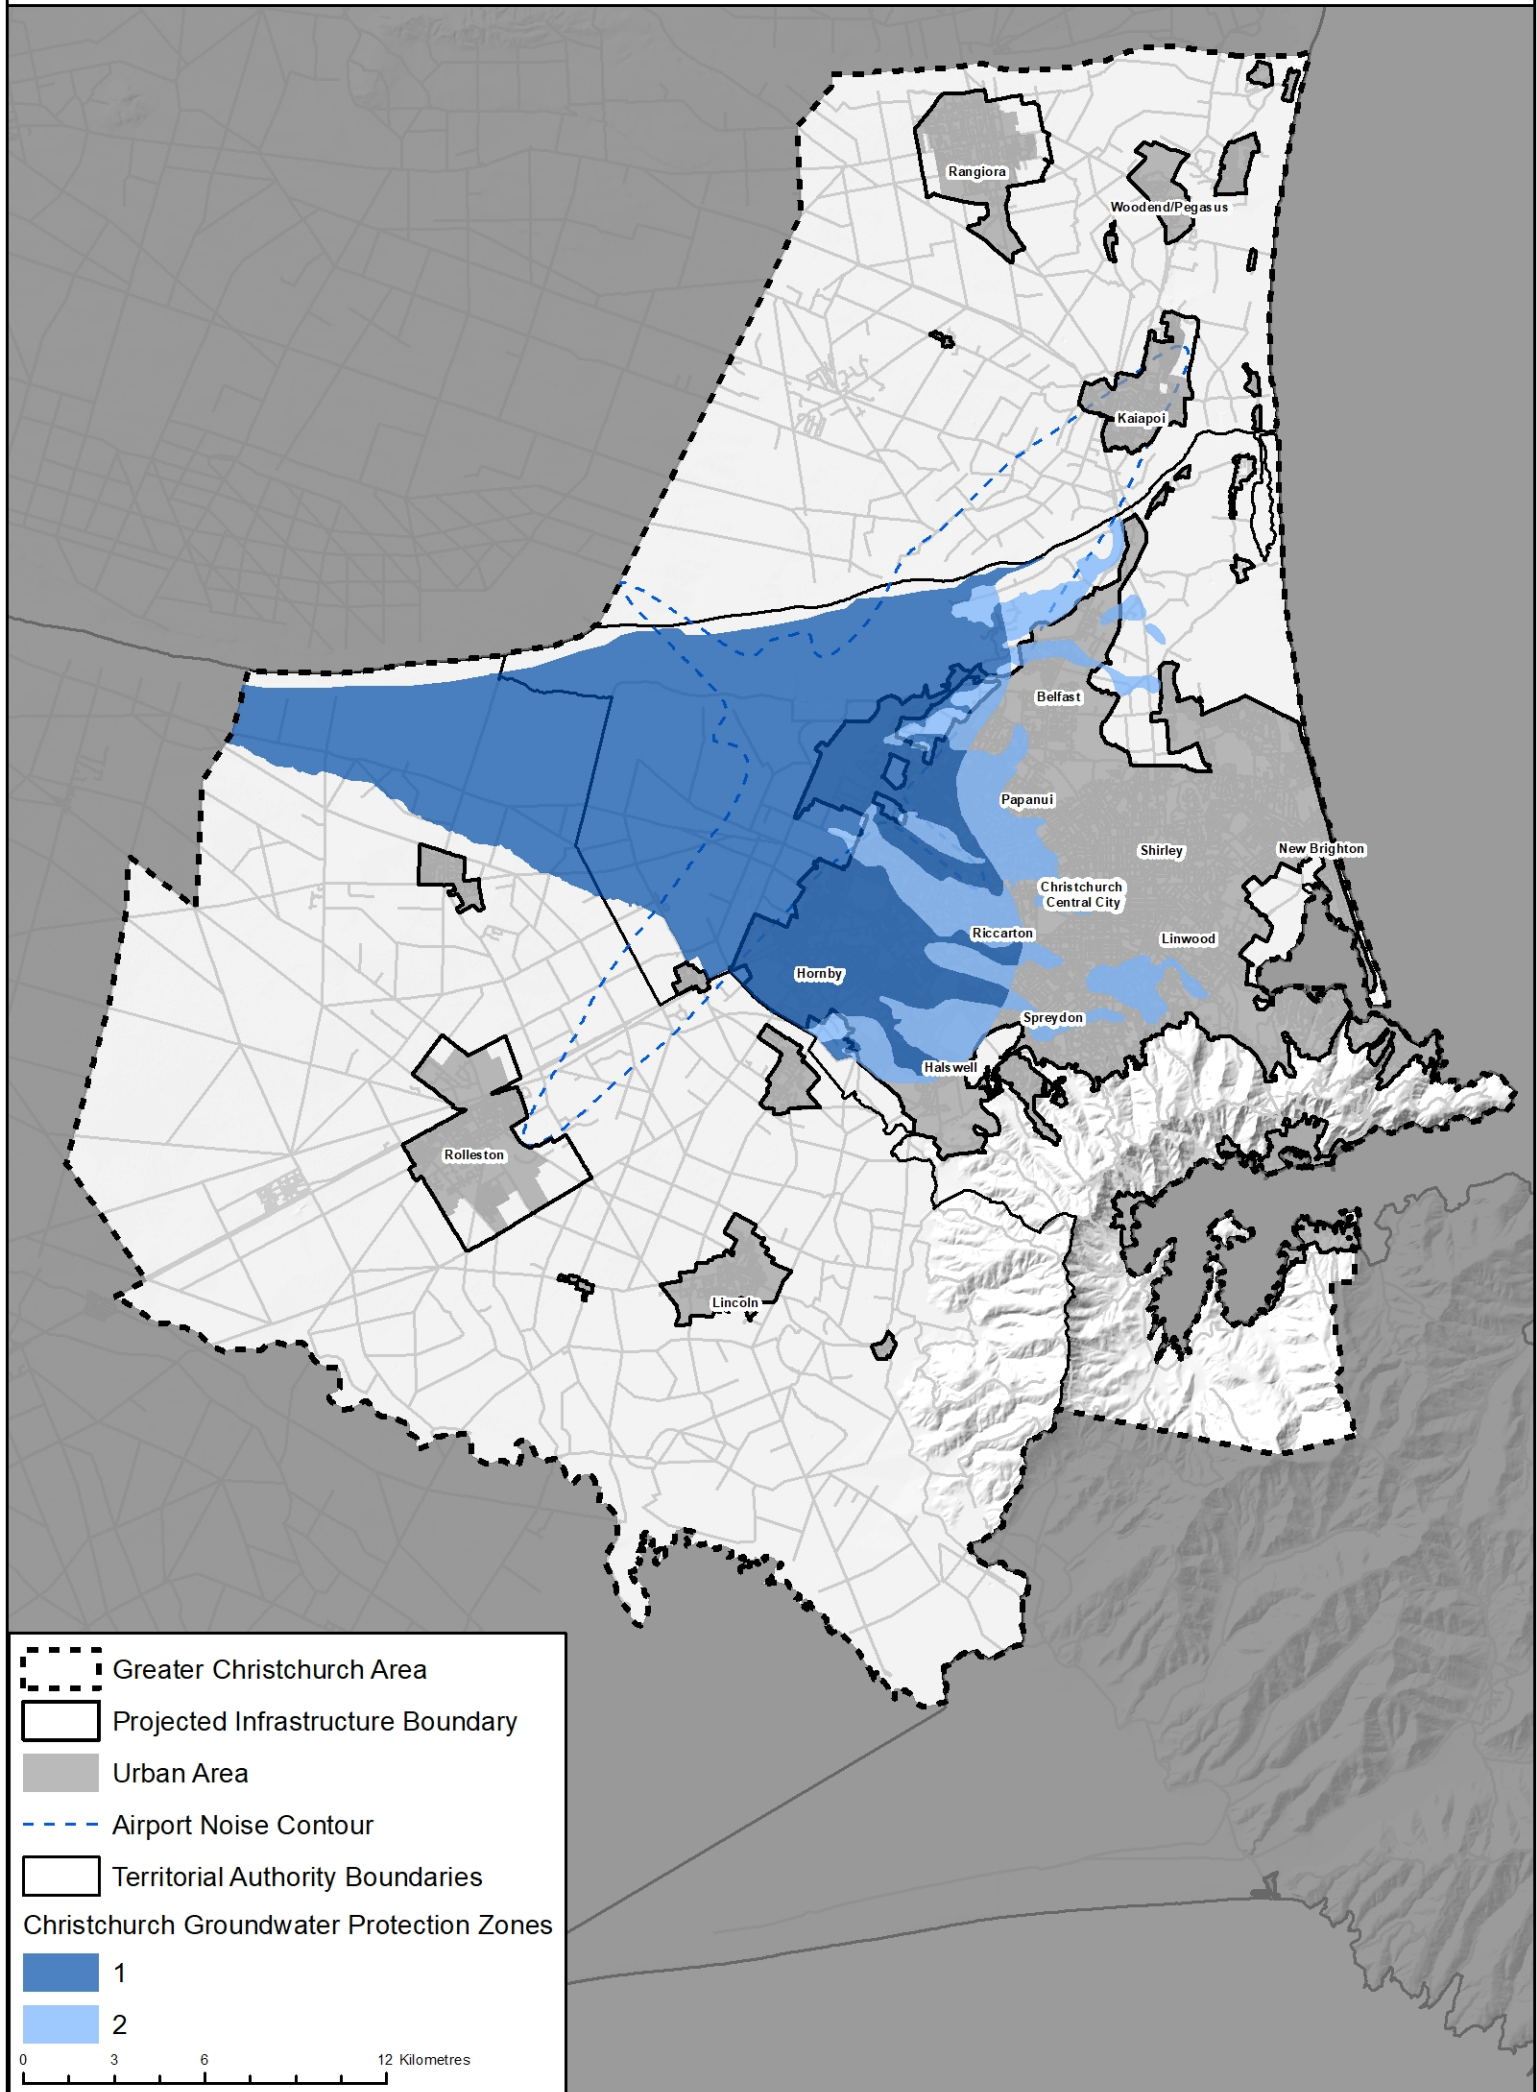 Rangiora
Woodend/Pegasus
Kaiapoi
Belfast
Papanui
Shirley
New Brighton
Christchurch
Central City
Riccarton
Linwood
Hornby
Spreydon
Halswell
Rolleston
Lincoln
Greater Christchurch Area
Projected Infrastructure Boundary
Urban Area
Airport Noise Contour
Territorial Authority Boundaries
Christchurch Groundwater Protection Zones
1
2
0 3 6 12 Kilometres